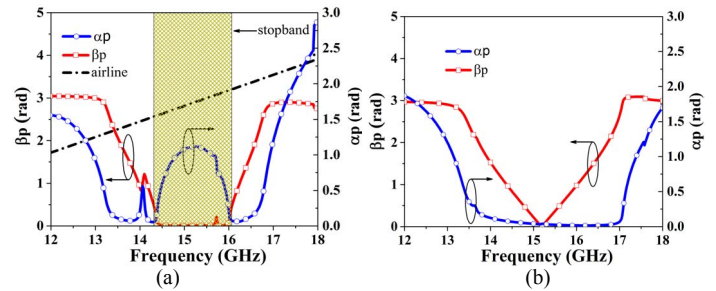 αp
βp
airline
stopband
βp (rad)
5
4
3
2
1
0
αp (rad)
3.0
2.5
2.0
1.5
1.0
0.5
0.0
12 13 14 15 16 17 18
Frequency (GHz)
(a)
αp
βp
βp (rad)
5
4
3
2
1
0
αp (rad)
3.0
2.5
2.0
1.5
1.0
0.5
0.0
12 13 14 15 16 17 18
Frequency (GHz)
(b)